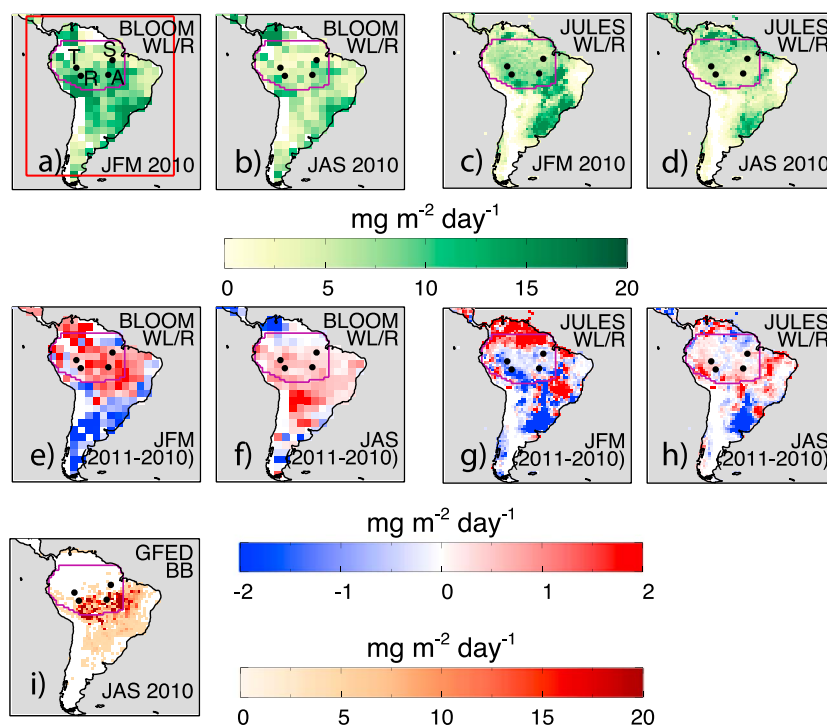 BLOOM
WL/R
T S
R A
a)
JFM 2010
BLOOM
WL/R
b)
JAS 2010
JULES
WL/R
c)
JFM 2010
JULES
WL/R
d)
JAS 2010
mg m⁻² day⁻¹
0 5 10 15 20
BLOOM
WL/R
e)
JFM
(2011-2010)
BLOOM
WL/R
f)
JAS
(2011-2010)
JULES
WL/R
g)
JFM
(2011-2010)
JULES
WL/R
h)
JAS
(2011-2010)
GFED
BB
i)
JAS 2010
mg m⁻² day⁻¹
-2 -1 0 1 2
mg m⁻² day⁻¹
0 5 10 15 20